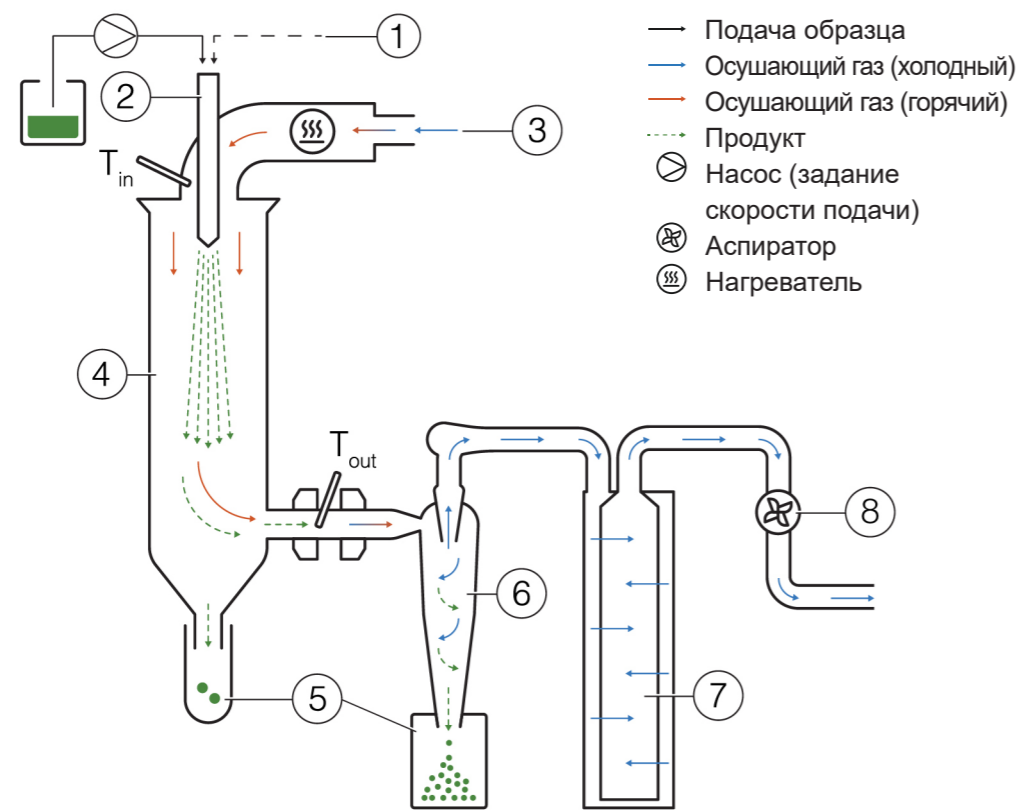 1
Подача образца
2
Осушающий газ (холодный)
Осушающий газ (горячий)
3
Продукт
T in
Насос (задание
скорости подачи)
Аспиратор
Нагреватель
4
T out
8
6
5
7